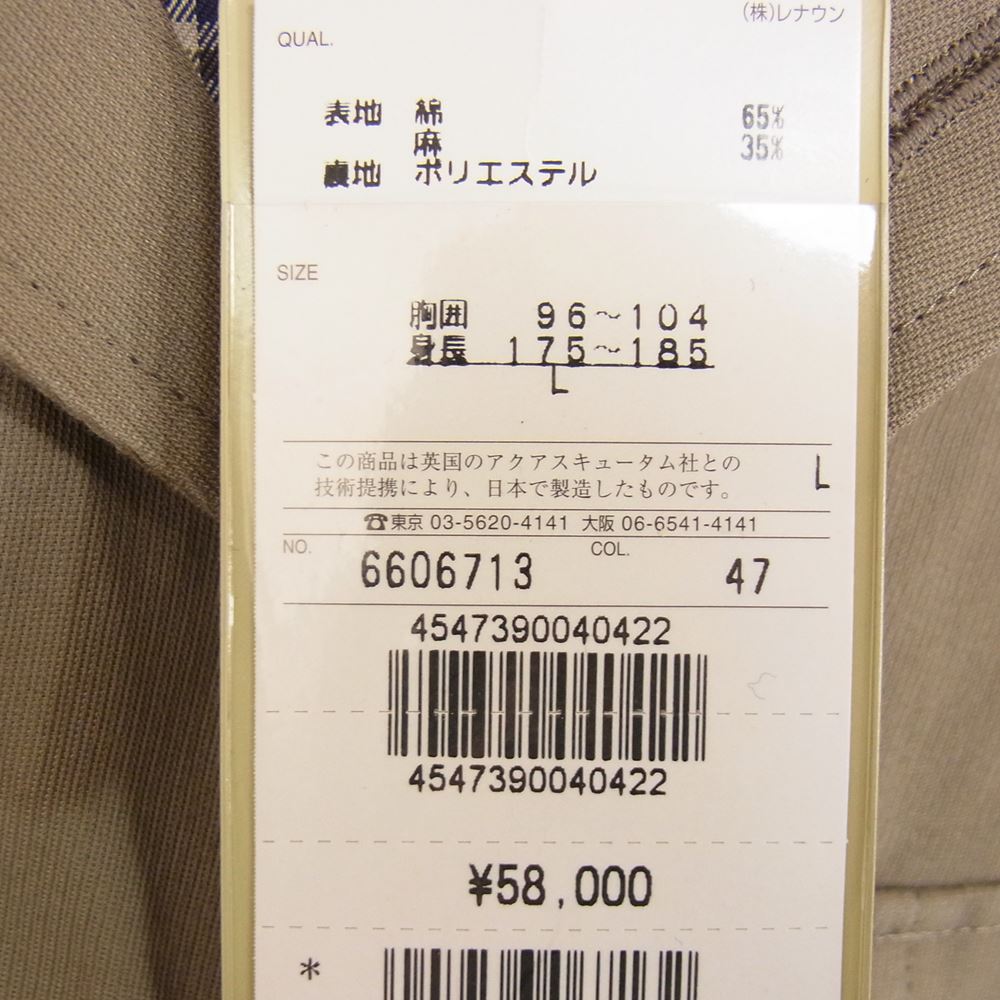 (株)レナウン
QUAL.
表地 綿 65%
麻 35%
裏地 ポリエステル
SIZE
胸囲 96~104
身長 175~185
L
この商品は英国のアクアスキュータム社との
技術提携により、日本で製造したものです。
L
☎東京 03-5620-4141 大阪 06-6541-4141
NO. 6606713 COL. 47
4547390040422
4547390040422
¥58,000
*